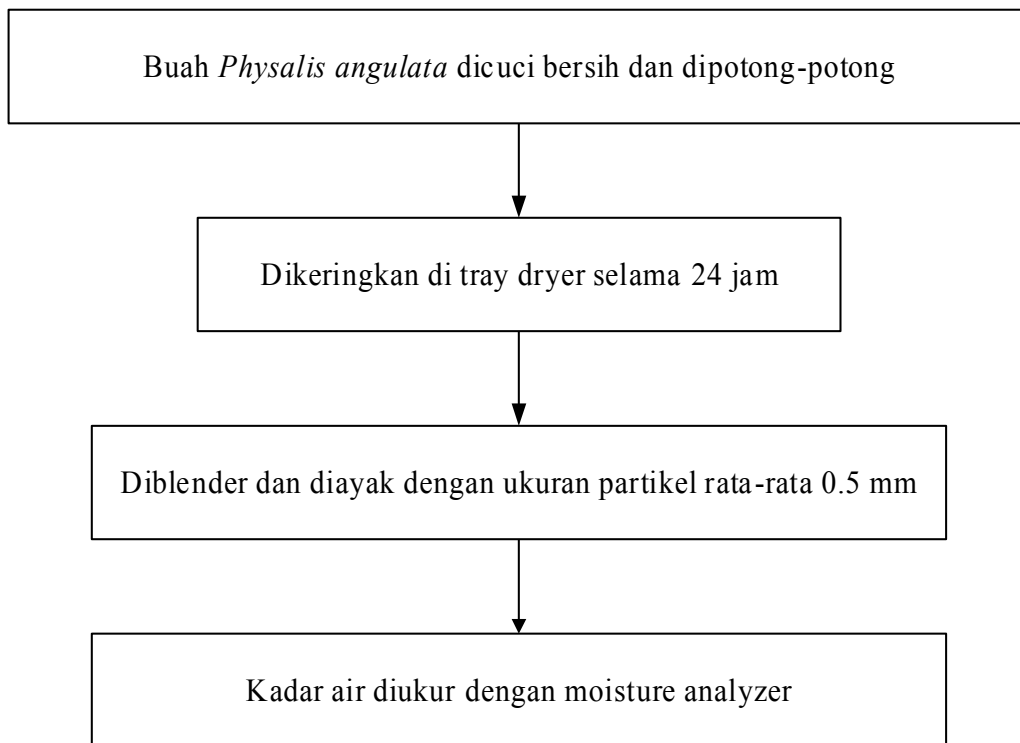 Buah Physalis angulata dicuci bersih dan dipotong-potong
Dikeringkan di tray dryer selama 24 jam
Diblender dan diayak dengan ukuran partikel rata-rata 0.5 mm
Kadar air diukur dengan moisture analyzer